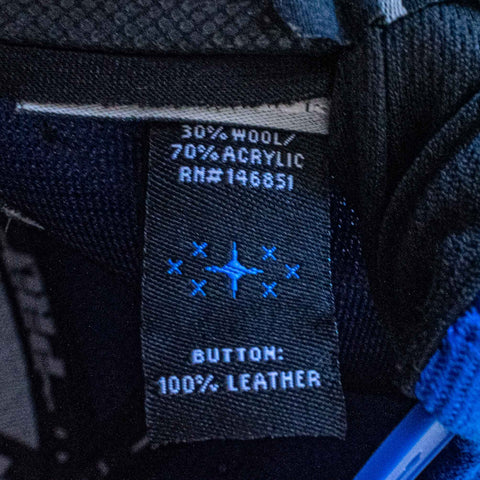 30% WOOL/
70% ACRYLIC
RN#146851
BUTTON:
100% LEATHER